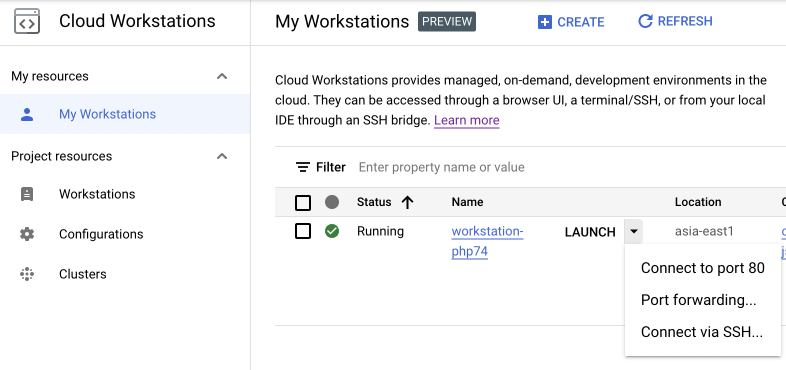 Cloud Workstations
My Workstations PREVIEW CREATE REFRESH
My resources
My Workstations
Project resources
Workstations
Configurations
Clusters
Cloud Workstations provides managed, on-demand, development environments in the
cloud. They can be accessed through a browser UI, a terminal/SSH, or from your local
IDE through an SSH bridge. Learn more
Filter Enter property name or value
Status Name Location
Running workstation-php74 LAUNCH asia-east1
Connect to port 80
Port forwarding...
Connect via SSH...